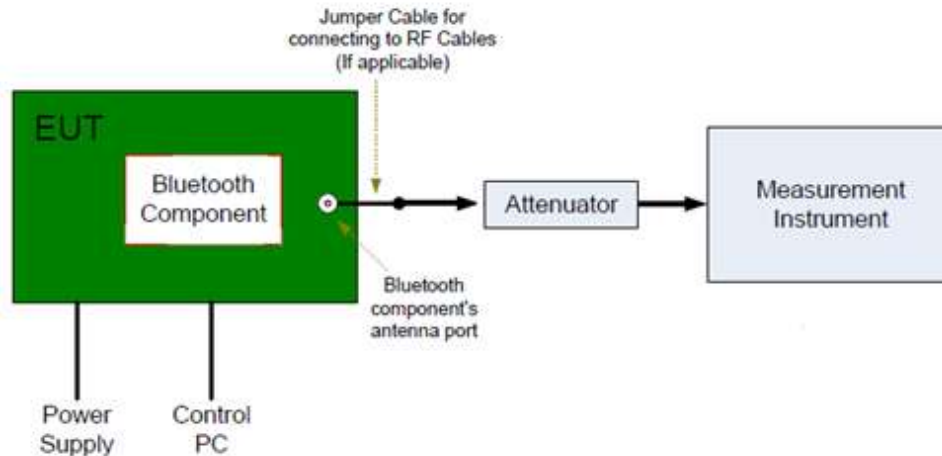 Jumper Cable for
connecting to RF Cables
(If applicable)
EUT
Bluetooth
Component
Attenuator
Measurement
Instrument
Bluetooth
component's
antenna port
Power
Supply
Control
PC